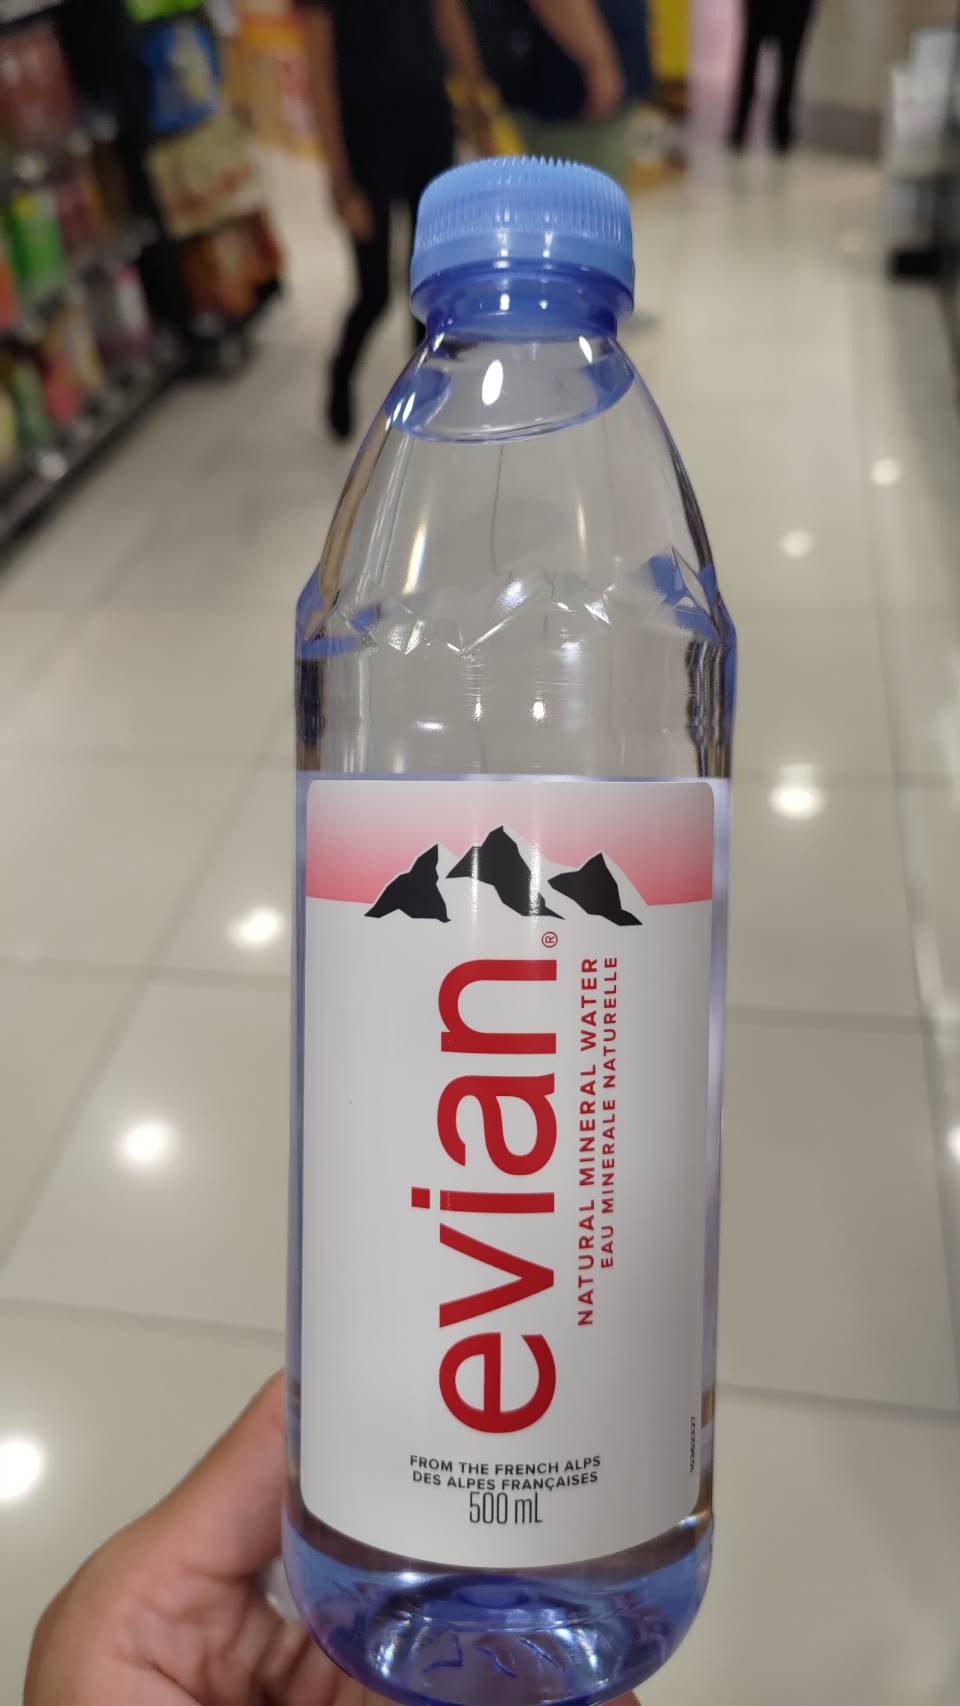 evian®
NATURAL MINERAL WATER
EAU MINERALE NATURELLE
FROM THE FRENCH ALPS
DES ALPES FRANÇAISES
500 mL